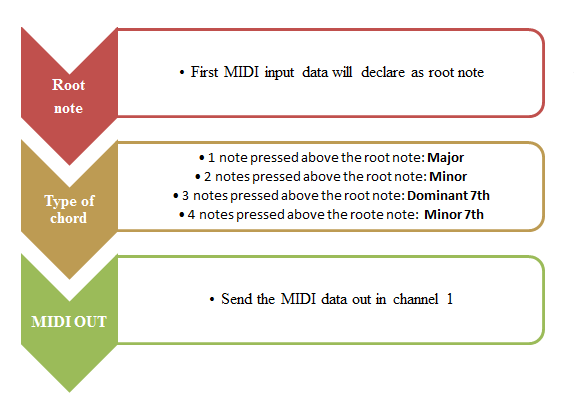 Root
note
• First MIDI input data will declare as root note
Type of
chord
• 1 note pressed above the root note: Major
• 2 notes pressed above the root note: Minor
• 3 notes pressed above the root note: Dominant 7th
• 4 notes pressed above the roote note: Minor 7th
MIDI OUT
• Send the MIDI data out in channel 1